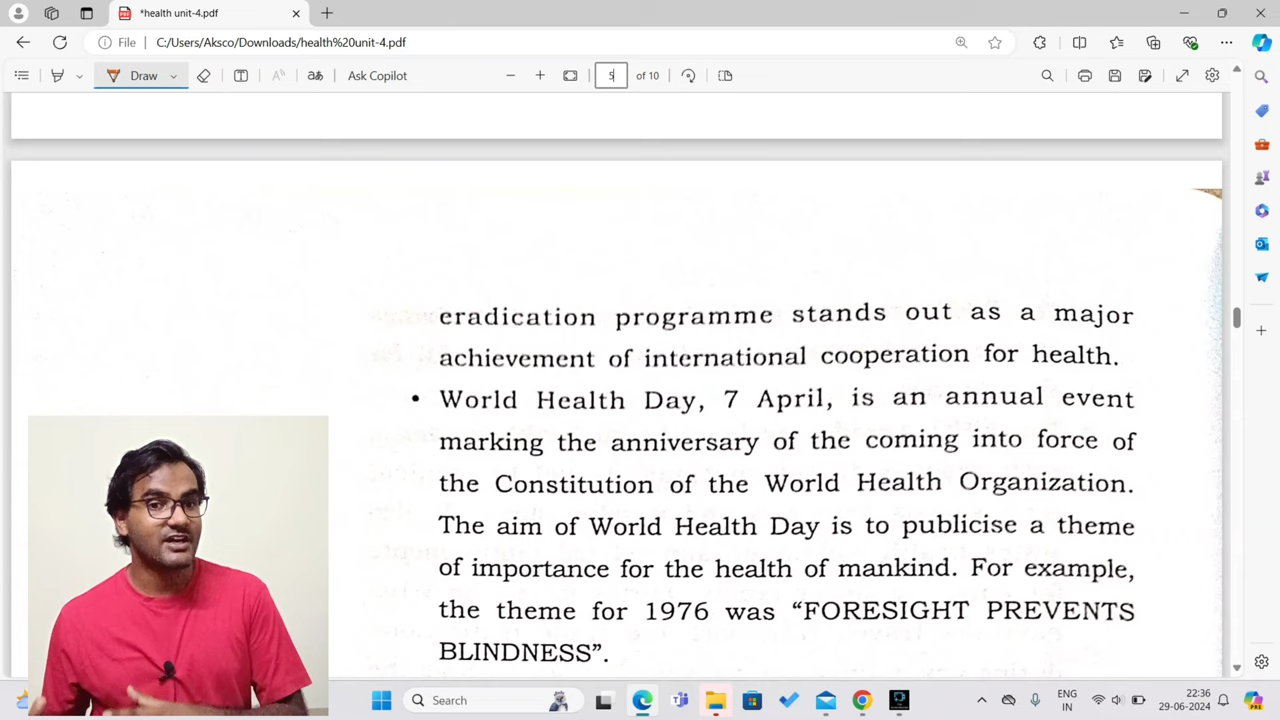 *health unit-4.pdf
File
C:/Users/Aksco/Downloads/health%20unit-4.pdf
Draw
aあ
Ask Copilot
5
of 10
eradication programme stands out as a major
achievement of international cooperation for health.
• World Health Day, 7 April, is an annual event
marking the anniversary of the coming into force of
the Constitution of the World Health Organization.
The aim of World Health Day is to publicise a theme
of importance for the health of mankind. For example,
the theme for 1976 was “FORESIGHT PREVENTS
BLINDNESS”.
Search
ENG
IN
22:36
29-06-2024
PRE